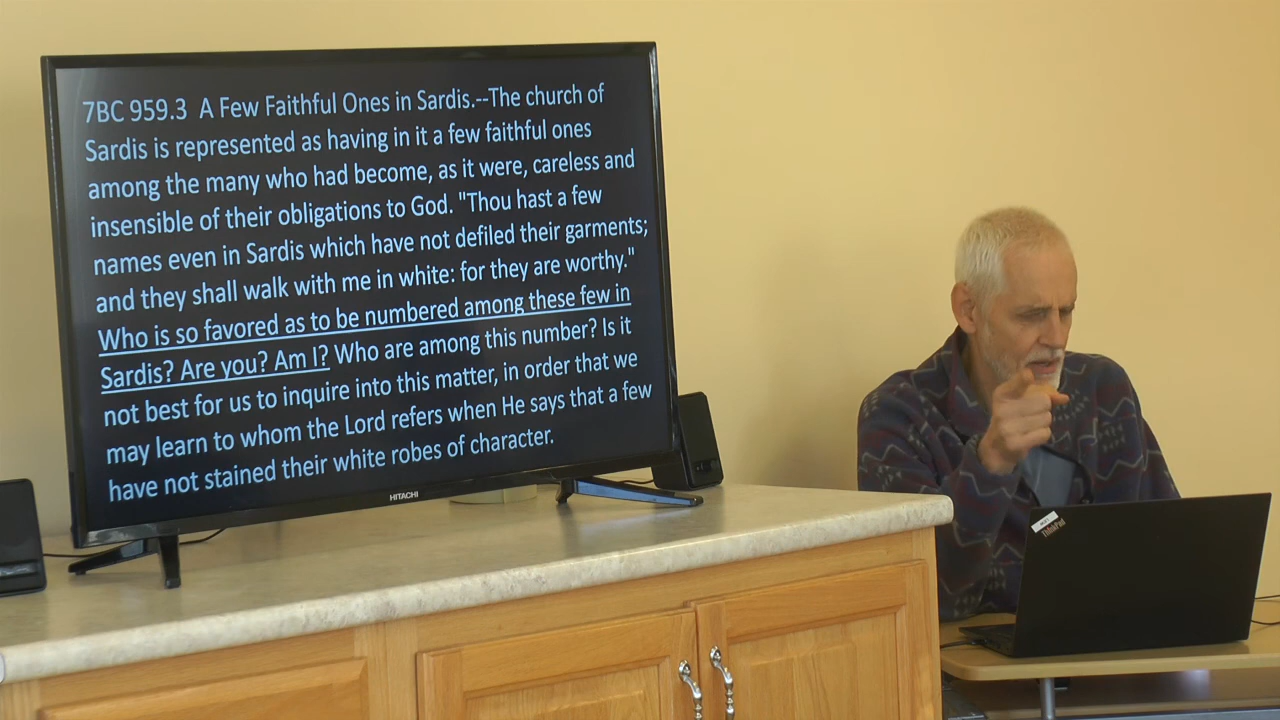 7BC 959.3 A Few Faithful Ones in Sardis.--The church of
Sardis is represented as having in it a few faithful ones
among the many who had become, as it were, careless and
insensible of their obligations to God. "Thou hast a few
names even in Sardis which have not defiled their garments;
and they shall walk with me in white: for they are worthy."
Who is so favored as to be numbered among these few in
Sardis? Are you? Am I? Who are among this number? Is it
not best for us to inquire into this matter, in order that we
may learn to whom the Lord refers when He says that a few
have not stained their white robes of character.
HITACHI
ThinkPad